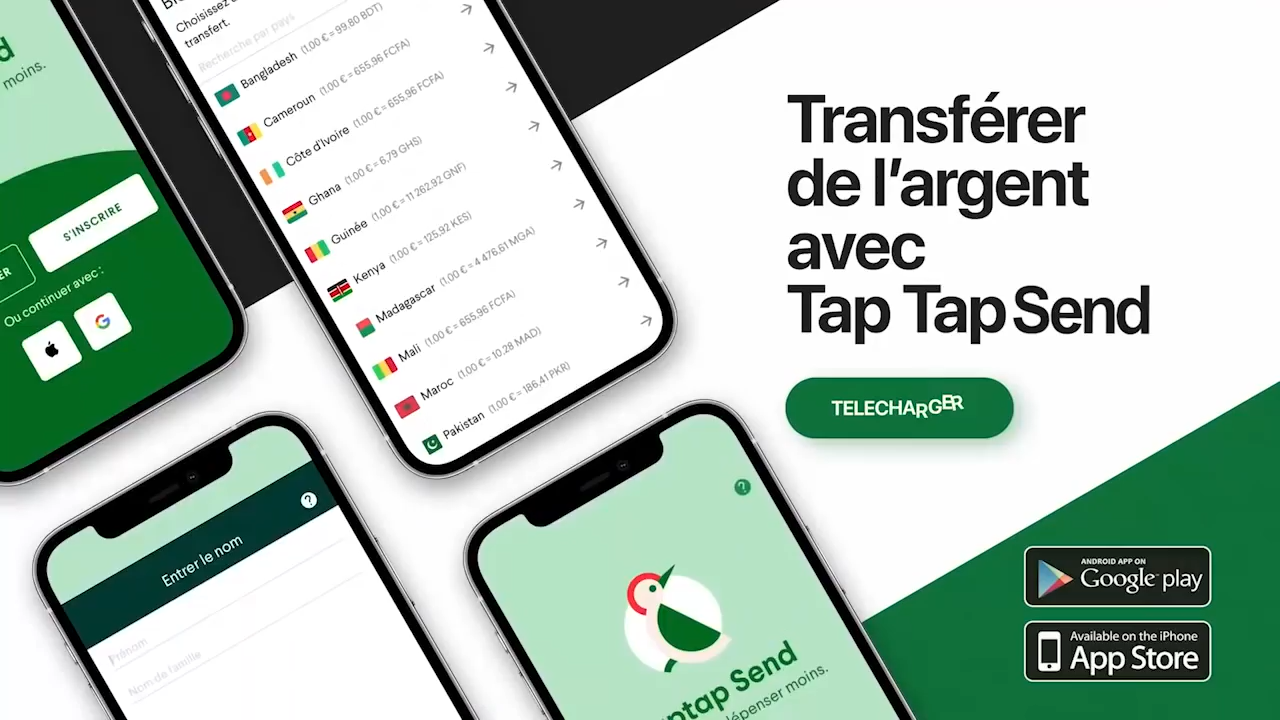 moins.
S'INSCRIRE
Ou continuer avec :
Choisissez
transfert.
Recherche par pays
Bangladesh (1,00 € = 99,80 BDT)
Cameroun (1,00 € = 655,96 FCFA)
Côte d'Ivoire (1,00 € = 655,96 FCFA)
Ghana (1,00 € = 6,79 GHS)
Guinée (1,00 € = 11 262,92 GNF)
Kenya (1,00 € = 125,92 KES)
Madagascar (1,00 € = 4 476,51 MGA)
Mali (1,00 € = 655,96 FCFA)
Maroc (1,00 € = 10,28 MAD)
Pakistan (1,00 € = 186,41 PKR)
Transférer
de l'argent
avec
Tap Tap Send
TELECHARGER
ANDROID APP ON
Google play
Available on the iPhone
App Store
Entrer le nom
Prénom
Nom de famille
ptap Send
dépenser moins.